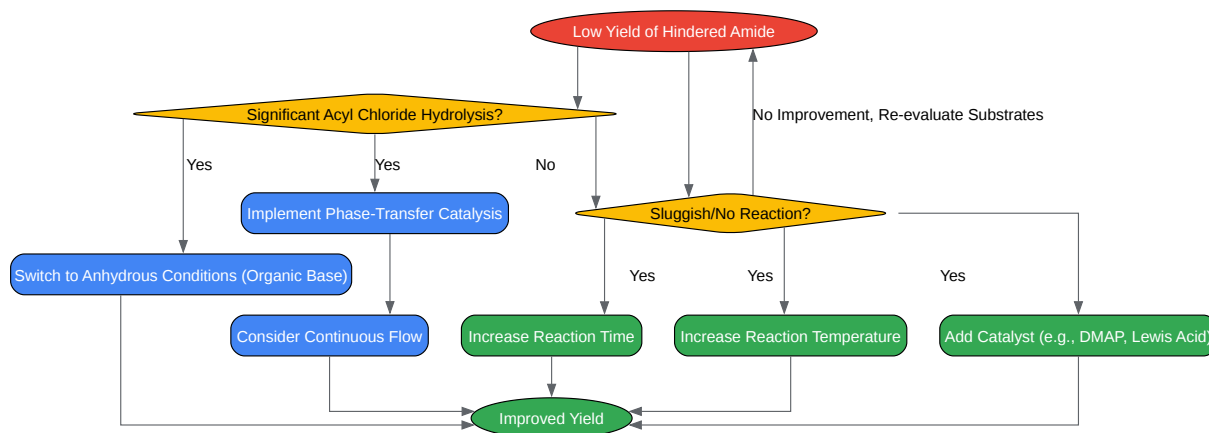 Low Yield of Hindered Amide
Significant Acyl Chloride Hydrolysis?
No Improvement, Re-evaluate Substrates
Yes
Yes
No
Implement Phase-Transfer Catalysis
Sluggish/No Reaction?
Switch to Anhydrous Conditions (Organic Base)
Yes
Yes
Yes
Consider Continuous Flow
Increase Reaction Time
Increase Reaction Temperature
Add Catalyst (e.g., DMAP, Lewis Acid)
Improved Yield